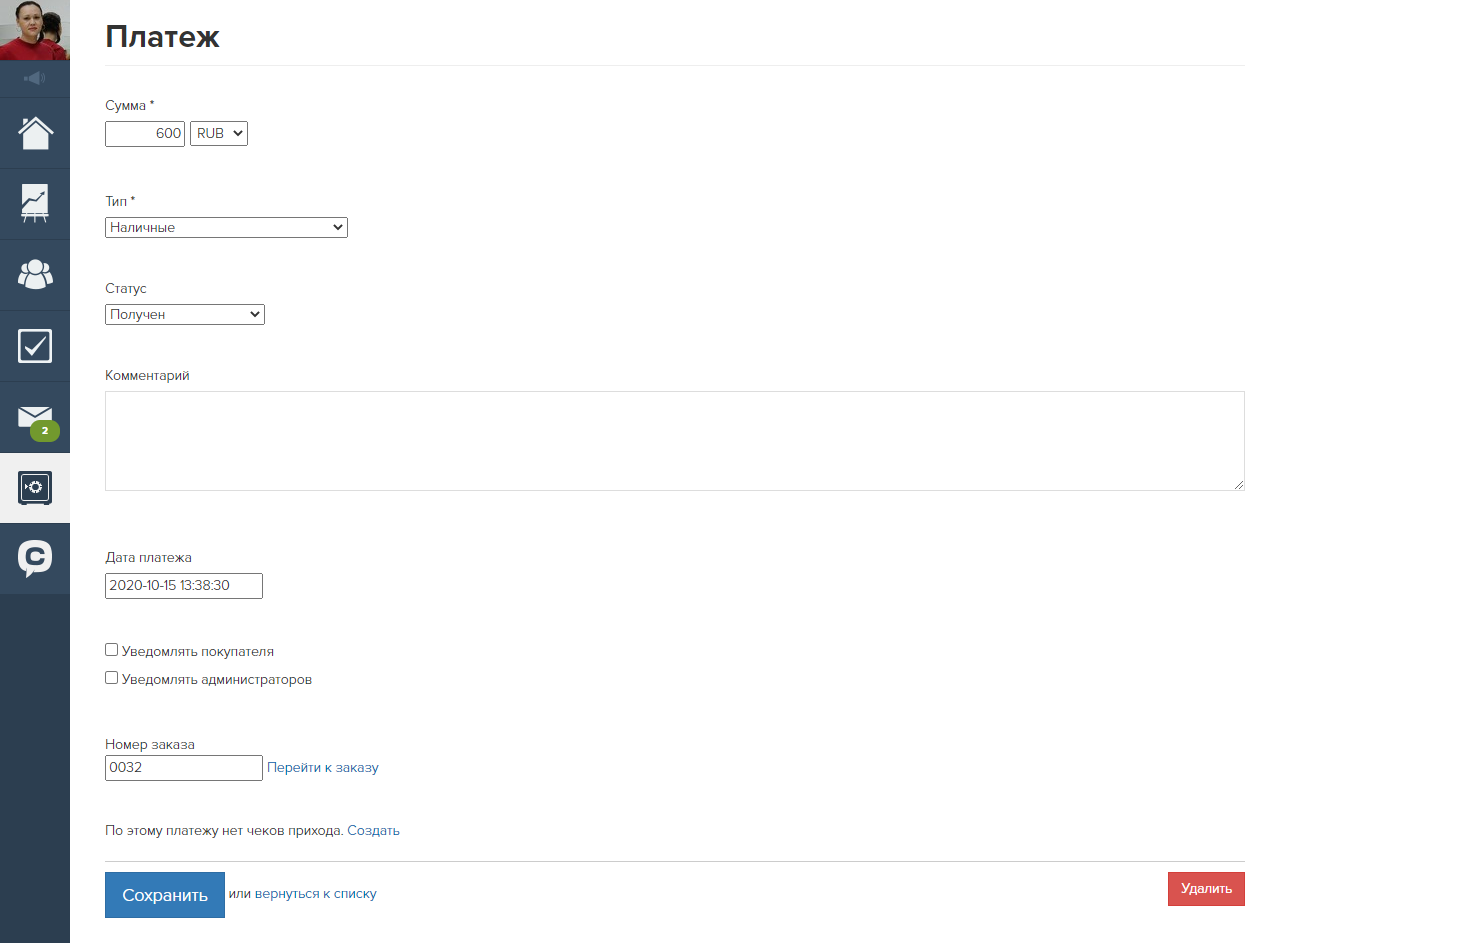 Платеж
Сумма *
600 RUB
Тип *
Наличные
Статус
Получен
Комментарий
2
Дата платежа
2020-10-15 13:38:30
Уведомлять покупателя
Уведомлять администраторов
Номер заказа
0032 Перейти к заказу
По этому платежу нет чеков прихода. Создать
Сохранить или вернуться к списку Удалить